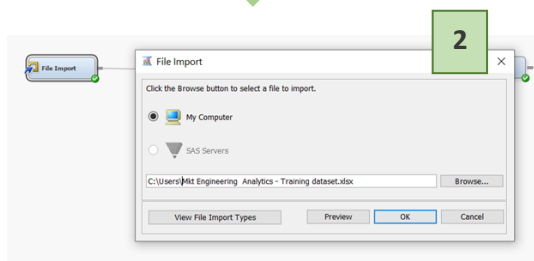 2
File Import
File Import
Click the Browse button to select a file to import.
My Computer
SAS Servers
C:\Users\Mkt Engineering  Analytics - Training dataset.xlsx
Browse...
View File Import Types
Preview
OK
Cancel